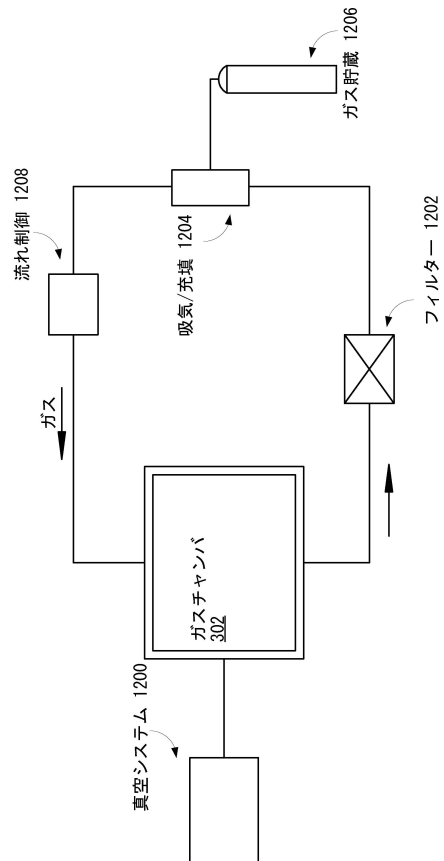 ガス貯蔵 1206
流れ制御 1208
吸気/充填 1204
フィルター 1202
ガス
ガスチャンバ
302
真空システム 1200